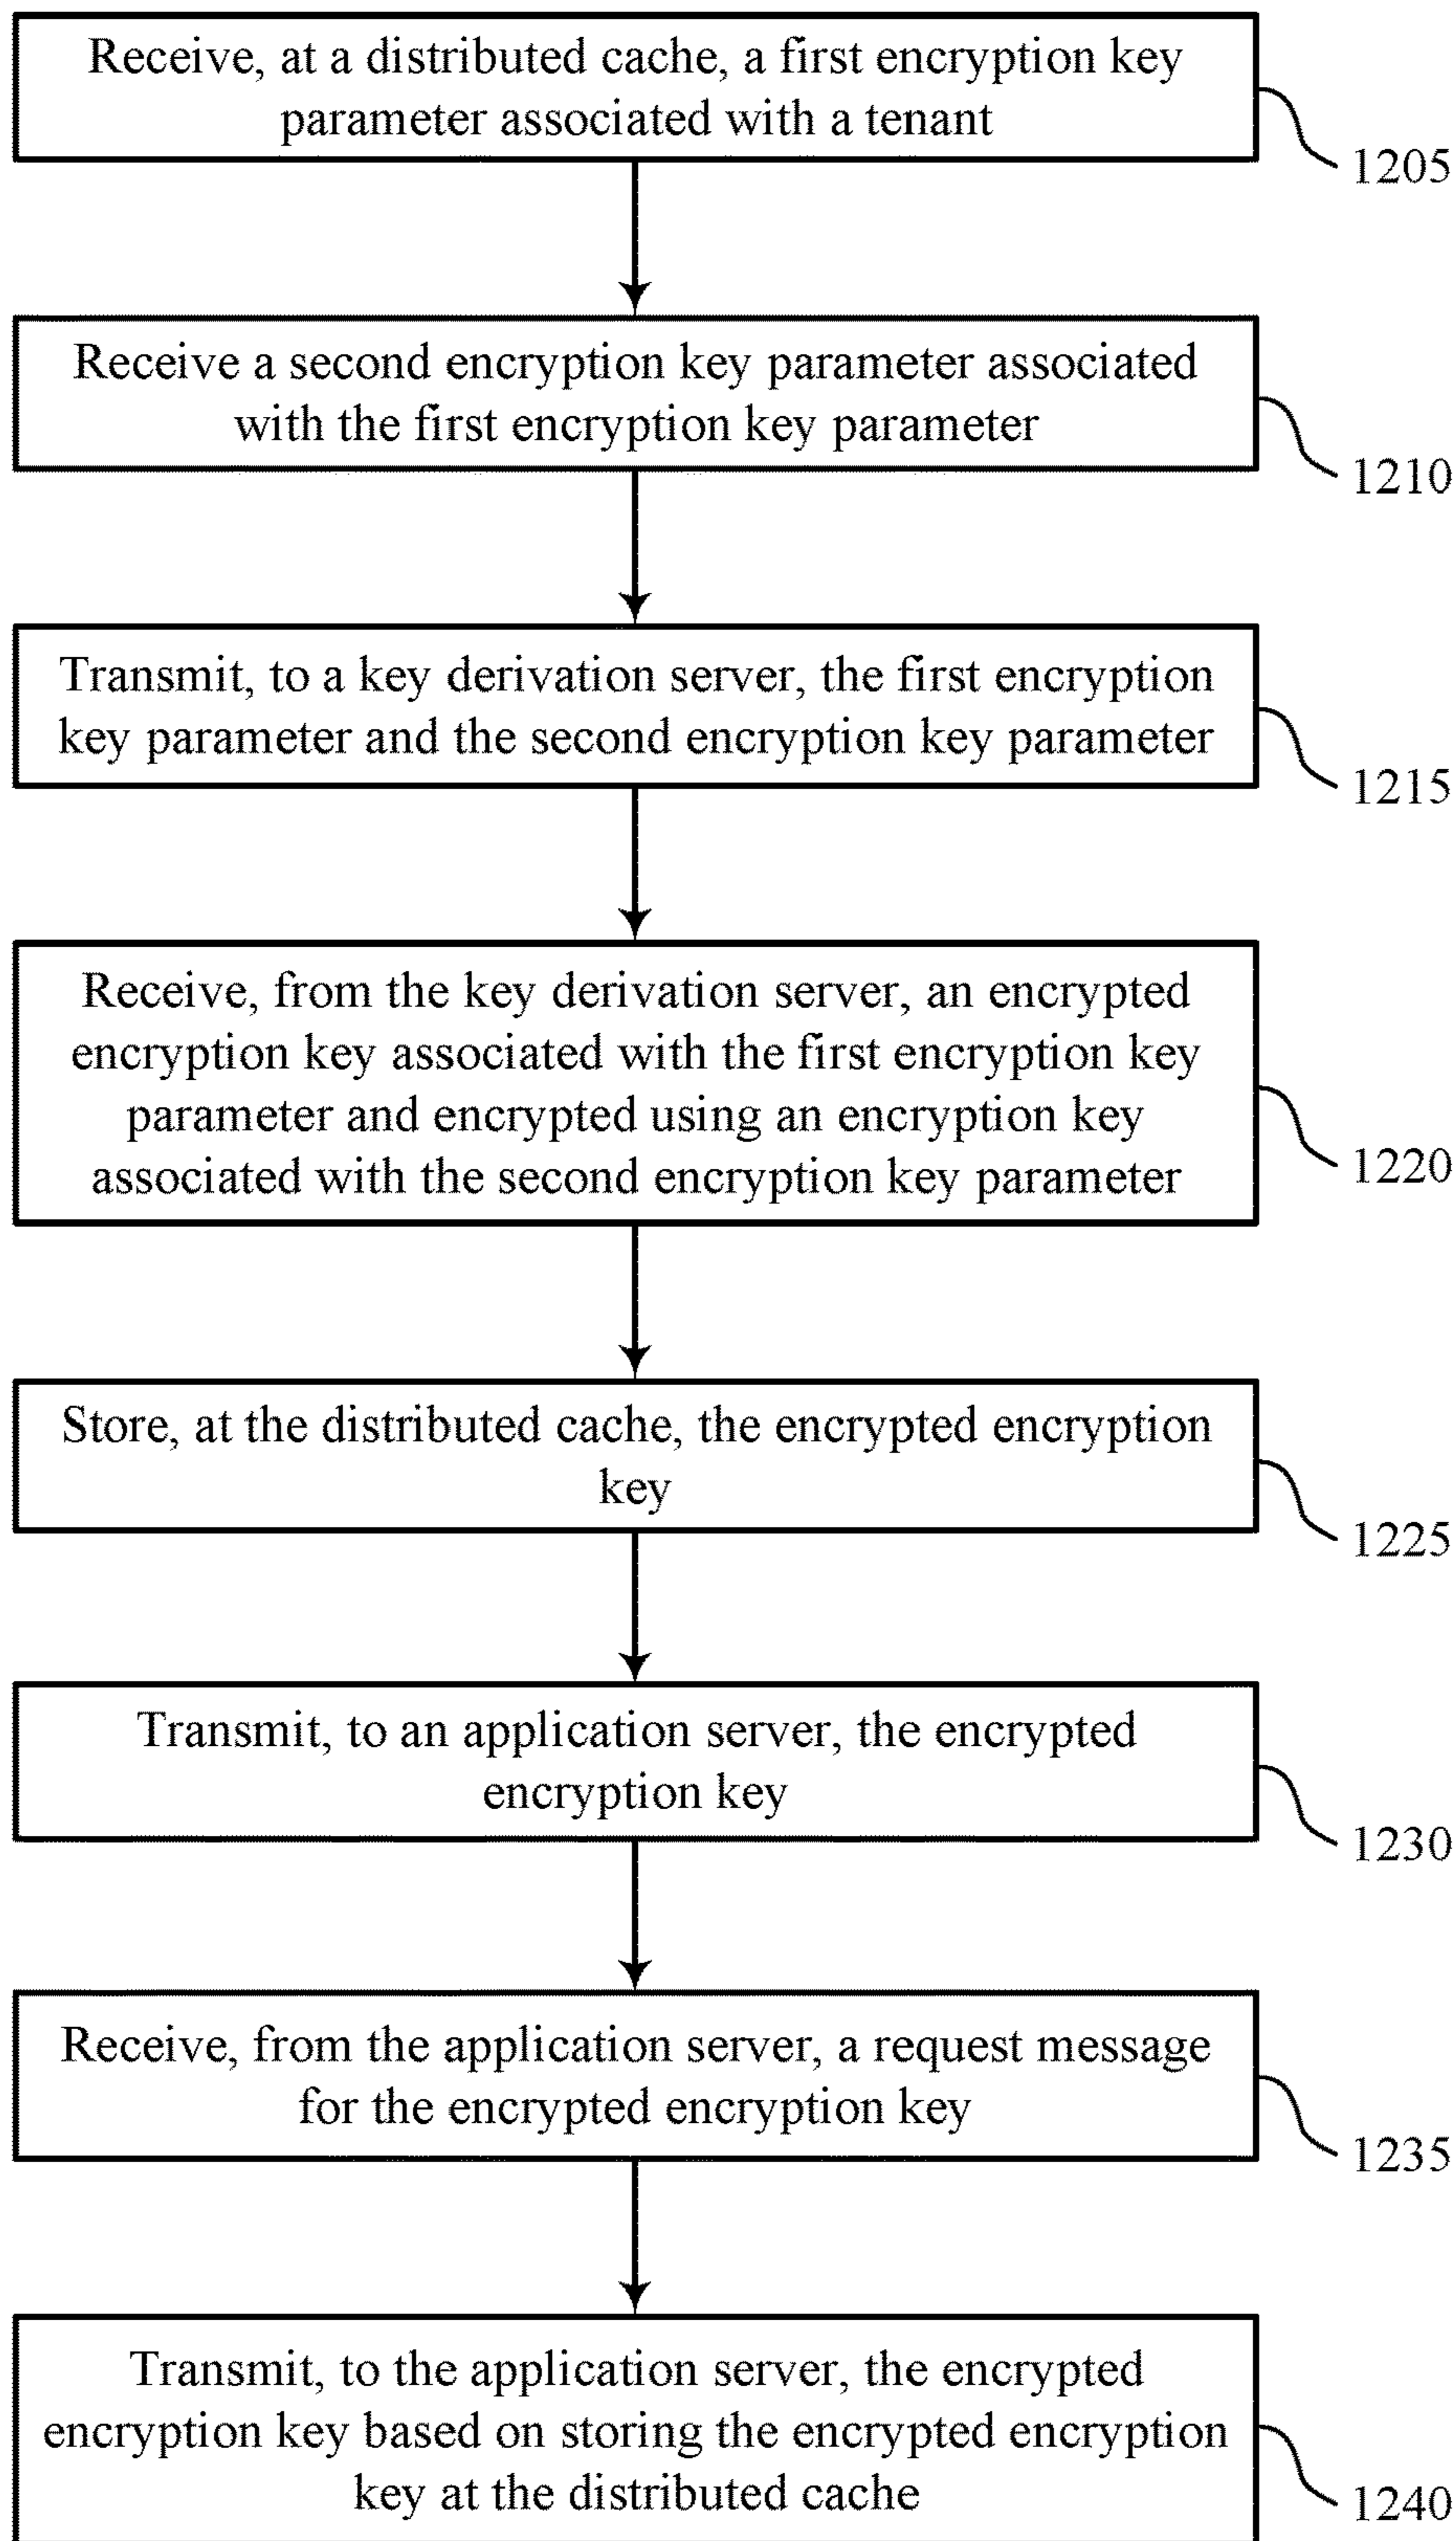 Receive, at a distributed cache, a first encryption key
parameter associated with a tenant
1205
Receive a second encryption key parameter associated
with the first encryption key parameter
1210
Transmit, to a key derivation server, the first encryption
key parameter and the second encryption key parameter
1215
Receive, from the key derivation server, an encrypted
encryption key associated with the first encryption key
parameter and encrypted using an encryption key
associated with the second encryption key parameter
1220
Store, at the distributed cache, the encrypted encryption
key
1225
Transmit, to an application server, the encrypted
encryption key
1230
Receive, from the application server, a request message
for the encrypted encryption key
1235
Transmit, to the application server, the encrypted
encryption key based on storing the encrypted encryption
key at the distributed cache
1240